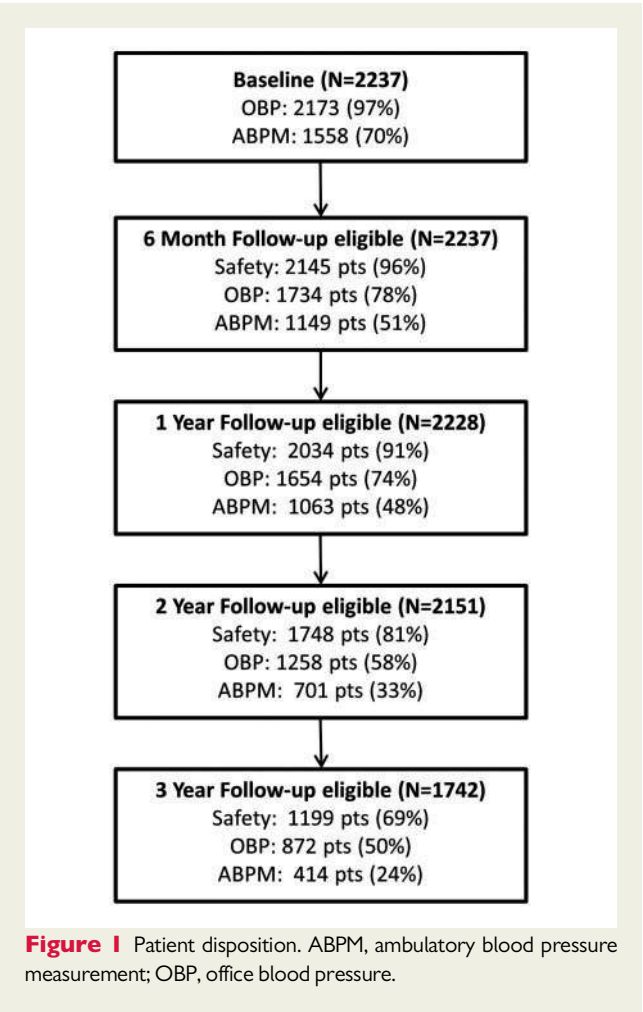 Baseline (N=2237)
OBP: 2173 (97%)
ABPM: 1558 (70%)
6 Month Follow-up eligible (N=2237)
Safety: 2145 pts (96%)
OBP: 1734 pts (78%)
ABPM: 1149 pts (51%)
1 Year Follow-up eligible (N=2228)
Safety: 2034 pts (91%)
OBP: 1654 pts (74%)
ABPM: 1063 pts (48%)
2 Year Follow-up eligible (N=2151)
Safety: 1748 pts (81%)
OBP: 1258 pts (58%)
ABPM: 701 pts (33%)
3 Year Follow-up eligible (N=1742)
Safety: 1199 pts (69%)
OBP: 872 pts (50%)
ABPM: 414 pts (24%)
Figure 1 Patient disposition. ABPM, ambulatory blood pressure
measurement; OBP, office blood pressure.